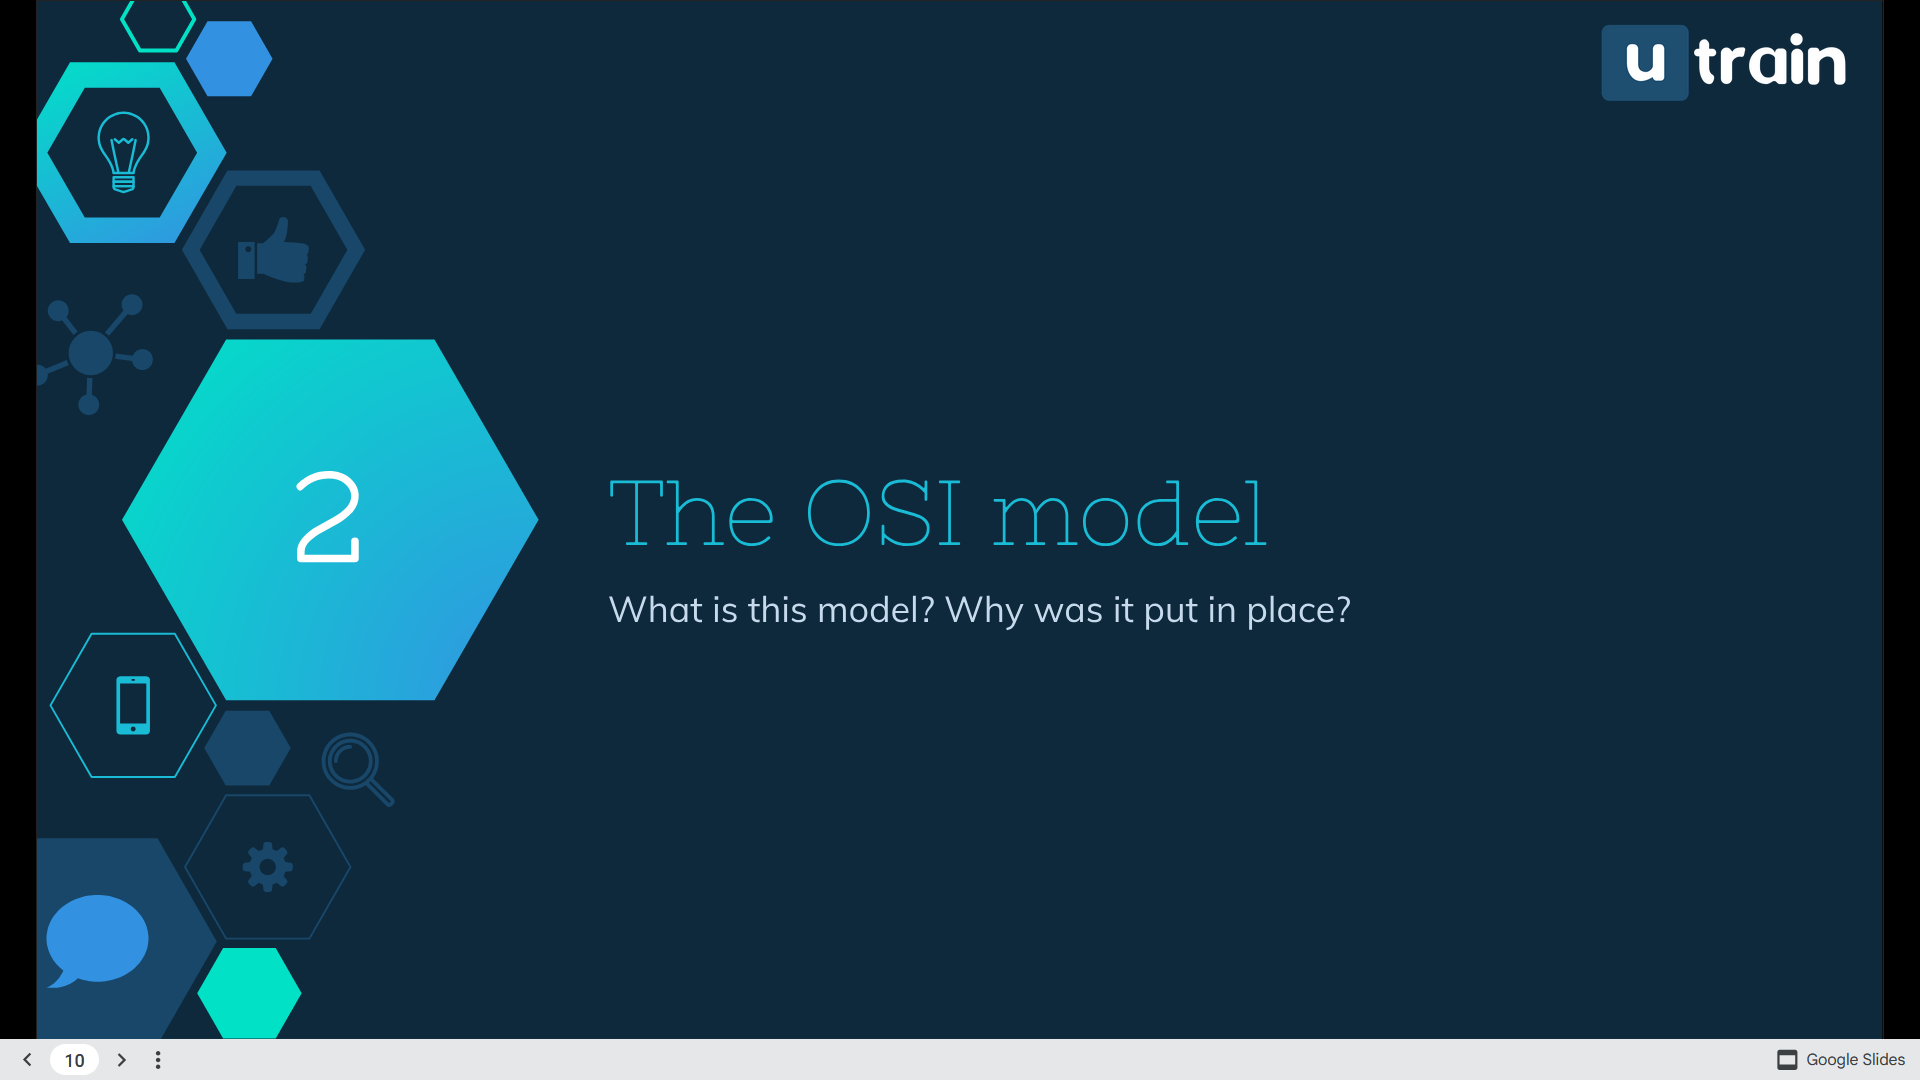 u train
2
The OSI model
What is this model? Why was it put in place?
10
Google Slides